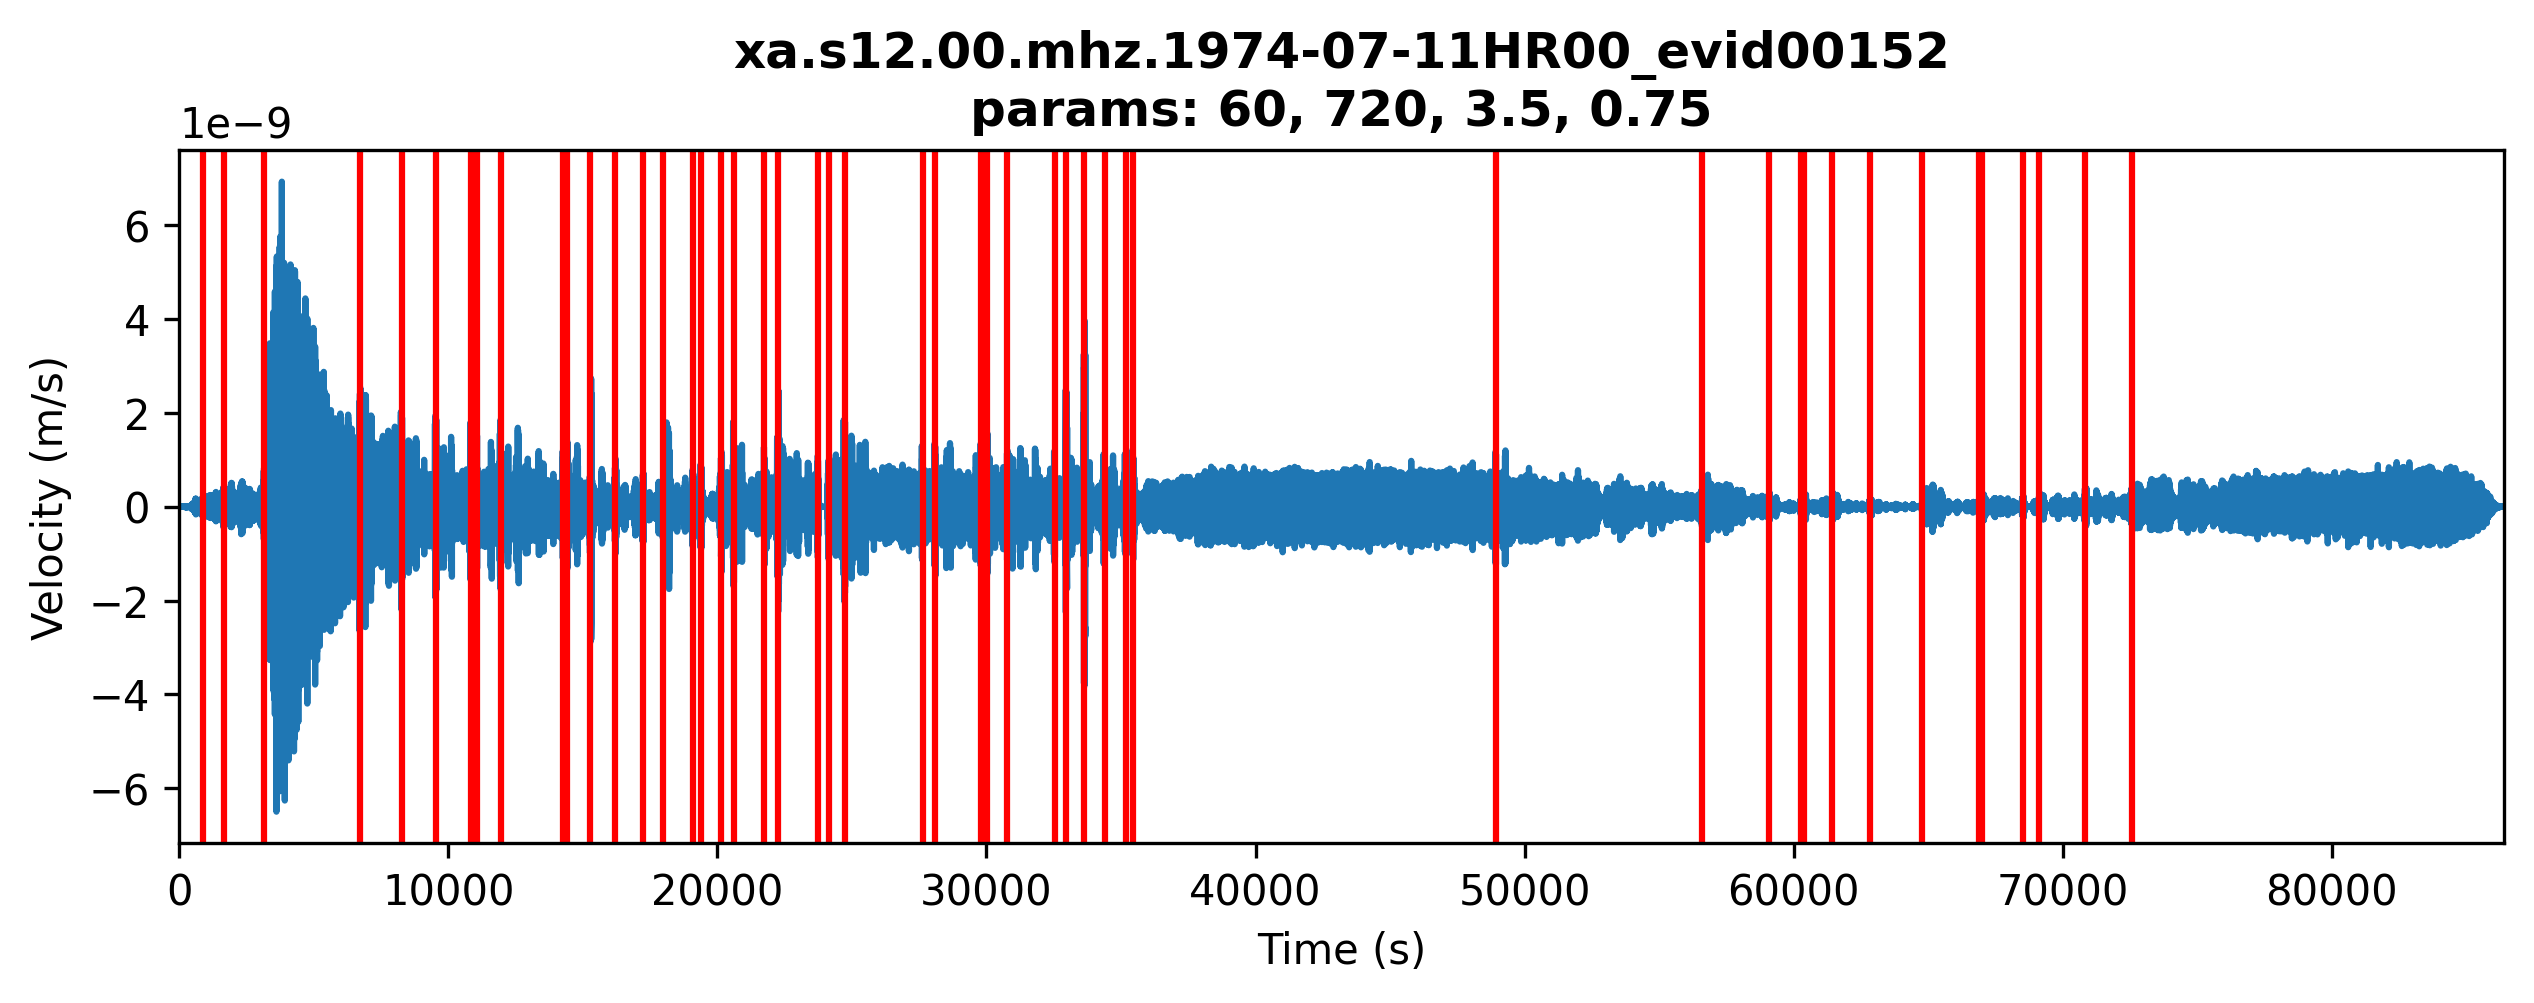 xa.s12.00.mhz.1974-07-11HR00_evid00152
params: 60, 720, 3.5, 0.75
1e−9
6
4
2
0
−2
−4
−6
Velocity (m/s)
0 10000 20000 30000 40000 50000 60000 70000 80000
Time (s)